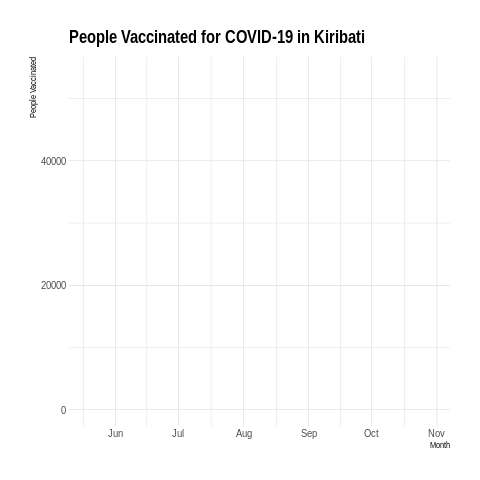 People Vaccinated for COVID-19 in Kiribati
People Vaccinated
40000
20000
0
Jun Jul Aug Sep Oct Nov
Month